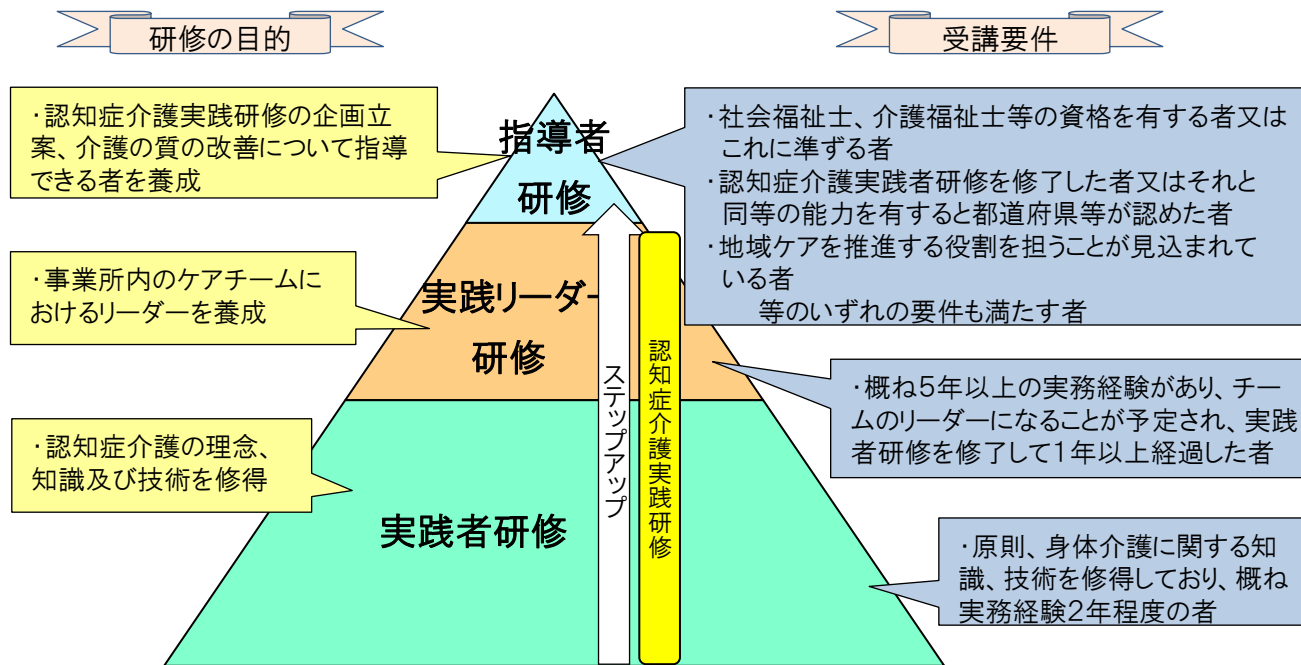 研修の目的
受講要件
・認知症介護実践研修の企画立
案、介護の質の改善について指導
できる者を養成
・事業所内のケアチームに
おけるリーダーを養成
・認知症介護の理念、
知識及び技術を修得
指導者
研修
実践リーダー
研修
実践者研修
ステップアップ
認知症介護実践研修
・社会福祉士、介護福祉士等の資格を有する者又は
これに準ずる者
・認知症介護実践者研修を修了した者又はそれと
同等の能力を有すると都道府県等が認めた者
・地域ケアを推進する役割を担うことが見込まれて
いる者
等のいずれの要件も満たす者
・概ね5年以上の実務経験があり、チー
ムのリーダーになることが予定され、実践
者研修を修了して1年以上経過した者
・原則、身体介護に関する知
識、技術を修得しており、概ね
実務経験2年程度の者